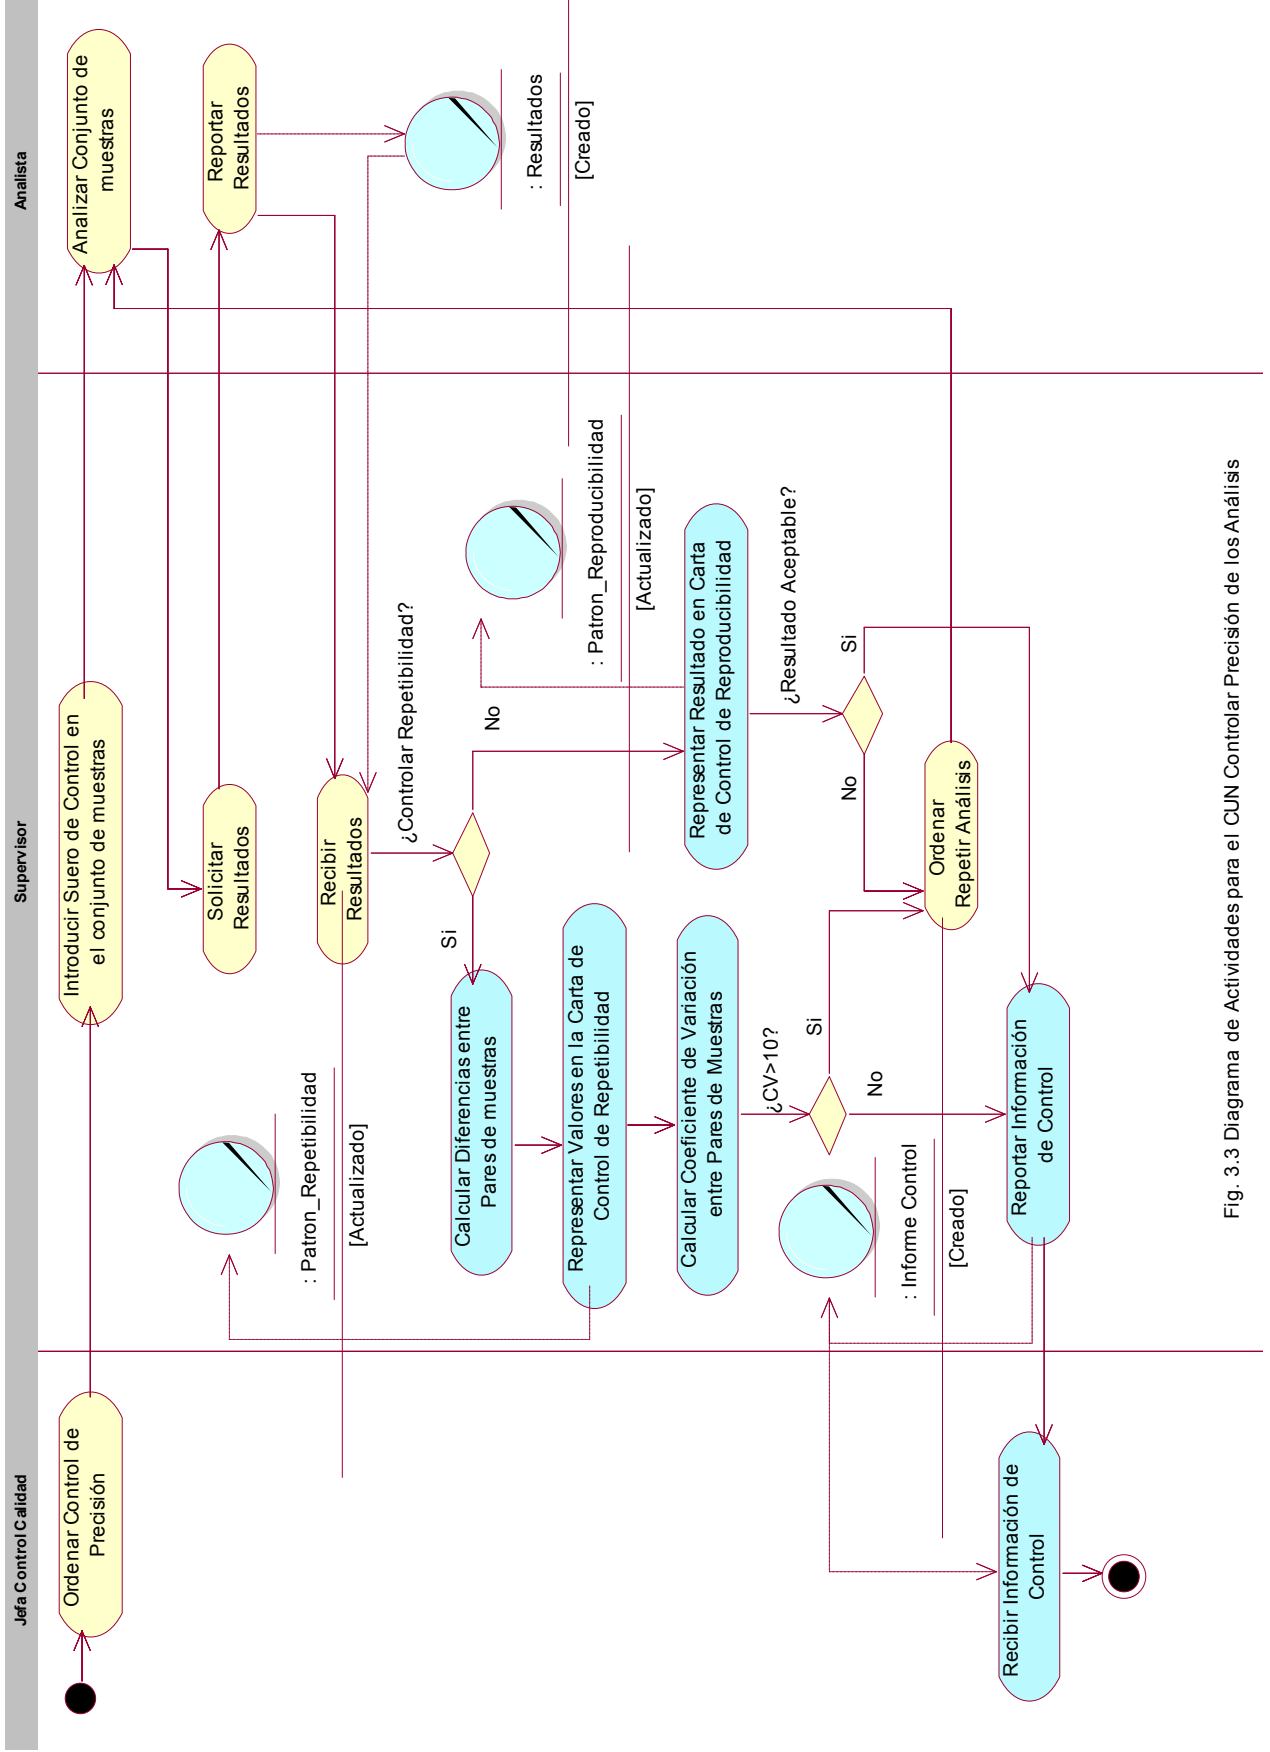 Jefa Control Calidad
Supervisor
Analista
Ordenar Control de
Precisión
Introducir Suero de Control en
el conjunto de muestras
Analizar Conjunto de
muestras
Solicitar
Resultados
Reportar
Resultados
Recibir
Resultados
: Resultados
[Creado]
: Patron_Repetibilidad
[Actualizado]
¿Controlar Repetibilidad?
Si
No
: Patron_Reproducibilidad
[Actualizado]
Calcular Diferencias entre
Pares de muestras
Representar Valores en la Carta de
Control de Repetibilidad
Calcular Coeficiente de Variación
entre Pares de Muestras
Representar Resultado en Carta
de Control de Reproducibilidad
¿CV>10?
Si
No
¿Resultado Aceptable?
No
Si
: Informe Control
[Creado]
Ordenar
Repetir Análisis
Reportar Información
de Control
Recibir Información de
Control
Fig. 3.3 Diagrama de Actividades para el CUN Controlar Precisión de los Análisis